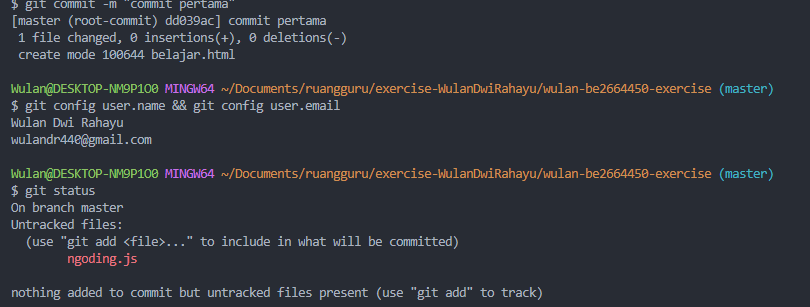 $ git commit -m "commit pertama"
[master (root-commit) dd039ac] commit pertama
 1 file changed, 0 insertions(+), 0 deletions(-)
 create mode 100644 belajar.html

Wulan@DESKTOP-NM9P1O0 MINGW64 ~/Documents/ruangguru/exercise-WulanDwiRahayu/wulan-be2664450-exercise (master)
$ git config user.name && git config user.email
Wulan Dwi Rahayu
wulandr440@gmail.com

Wulan@DESKTOP-NM9P1O0 MINGW64 ~/Documents/ruangguru/exercise-WulanDwiRahayu/wulan-be2664450-exercise (master)
$ git status
On branch master
Untracked files:
  (use "git add <file>..." to include in what will be committed)
        ngoding.js

nothing added to commit but untracked files present (use "git add" to track)